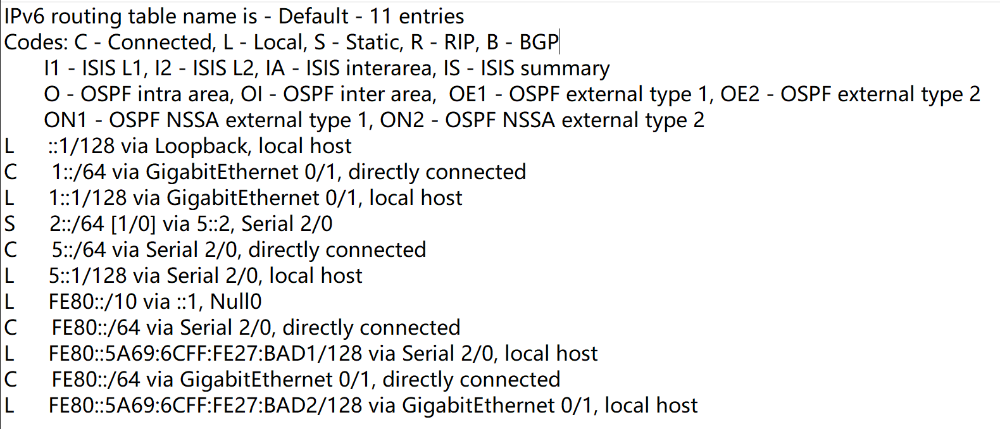 IPv6 routing table name is - Default - 11 entries
Codes: C - Connected, L - Local, S - Static, R - RIP, B - BGP
I1 - ISIS L1, I2 - ISIS L2, IA - ISIS interarea, IS - ISIS summary
O - OSPF intra area, OI - OSPF inter area,  OE1 - OSPF external type 1, OE2 - OSPF external type 2
ON1 - OSPF NSSA external type 1, ON2 - OSPF NSSA external type 2
L      ::1/128 via Loopback, local host
C      1::/64 via GigabitEthernet 0/1, directly connected
L      1::1/128 via GigabitEthernet 0/1, local host
S      2::/64 [1/0] via 5::2, Serial 2/0
C      5::/64 via Serial 2/0, directly connected
L      5::1/128 via Serial 2/0, local host
L      FE80::/10 via ::1, Null0
C      FE80::/64 via Serial 2/0, directly connected
L      FE80::5A69:6CFF:FE27:BAD1/128 via Serial 2/0, local host
C      FE80::/64 via GigabitEthernet 0/1, directly connected
L      FE80::5A69:6CFF:FE27:BAD2/128 via GigabitEthernet 0/1, local host